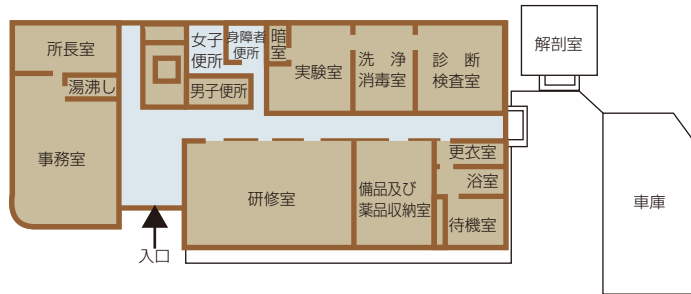 所長室
湯沸し
事務室
女子
便所
身障者
便所
男子便所
暗
室
実験室
洗 浄
消毒室
診 断
検査室
解剖室
研修室
備品及び
薬品収納室
更衣室
浴室
待機室
車庫
入口